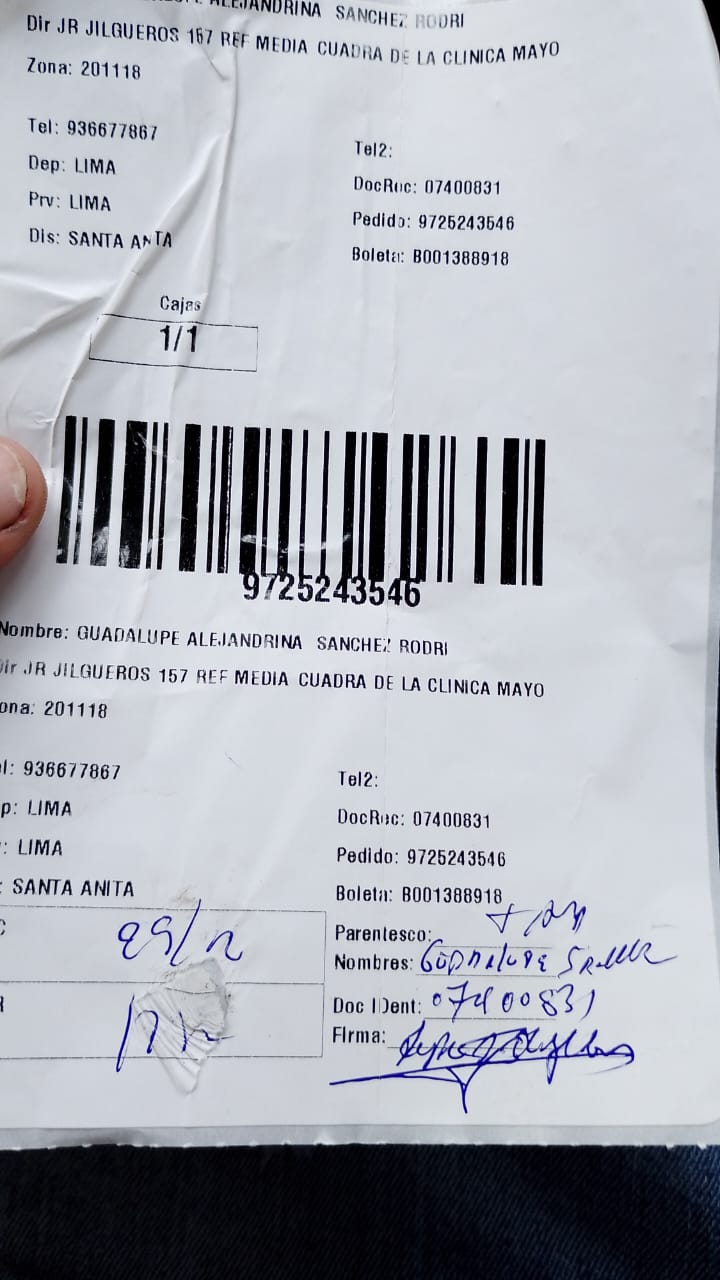 ALEJANDRINA SANCHEZ RODRI
Dir JR JILGUEROS 157 REF MEDIA CUADRA DE LA CLINICA MAYO
Zona: 201118
Tel: 936677867
Tel2:
Dep: LIMA
DocRec: 07400831
Prv: LIMA
Pedido: 9725243546
Dis: SANTA ANITA
Boleta: B001388918
Cajas
1/1
9725243546
Nombre: GUADALUPE ALEJANDRINA SANCHEZ RODRI
Dir JR JILGUEROS 157 REF MEDIA CUADRA DE LA CLINICA MAYO
ona: 201118
l: 936677867
Tel2:
p: LIMA
DocRec: 07400831
: LIMA
Pedido: 9725243546
: SANTA ANITA
Boleta: B001388918
Parentesco:
29/12
Nombres: Guadalupe
Doc IDent: 07400831
Firma: